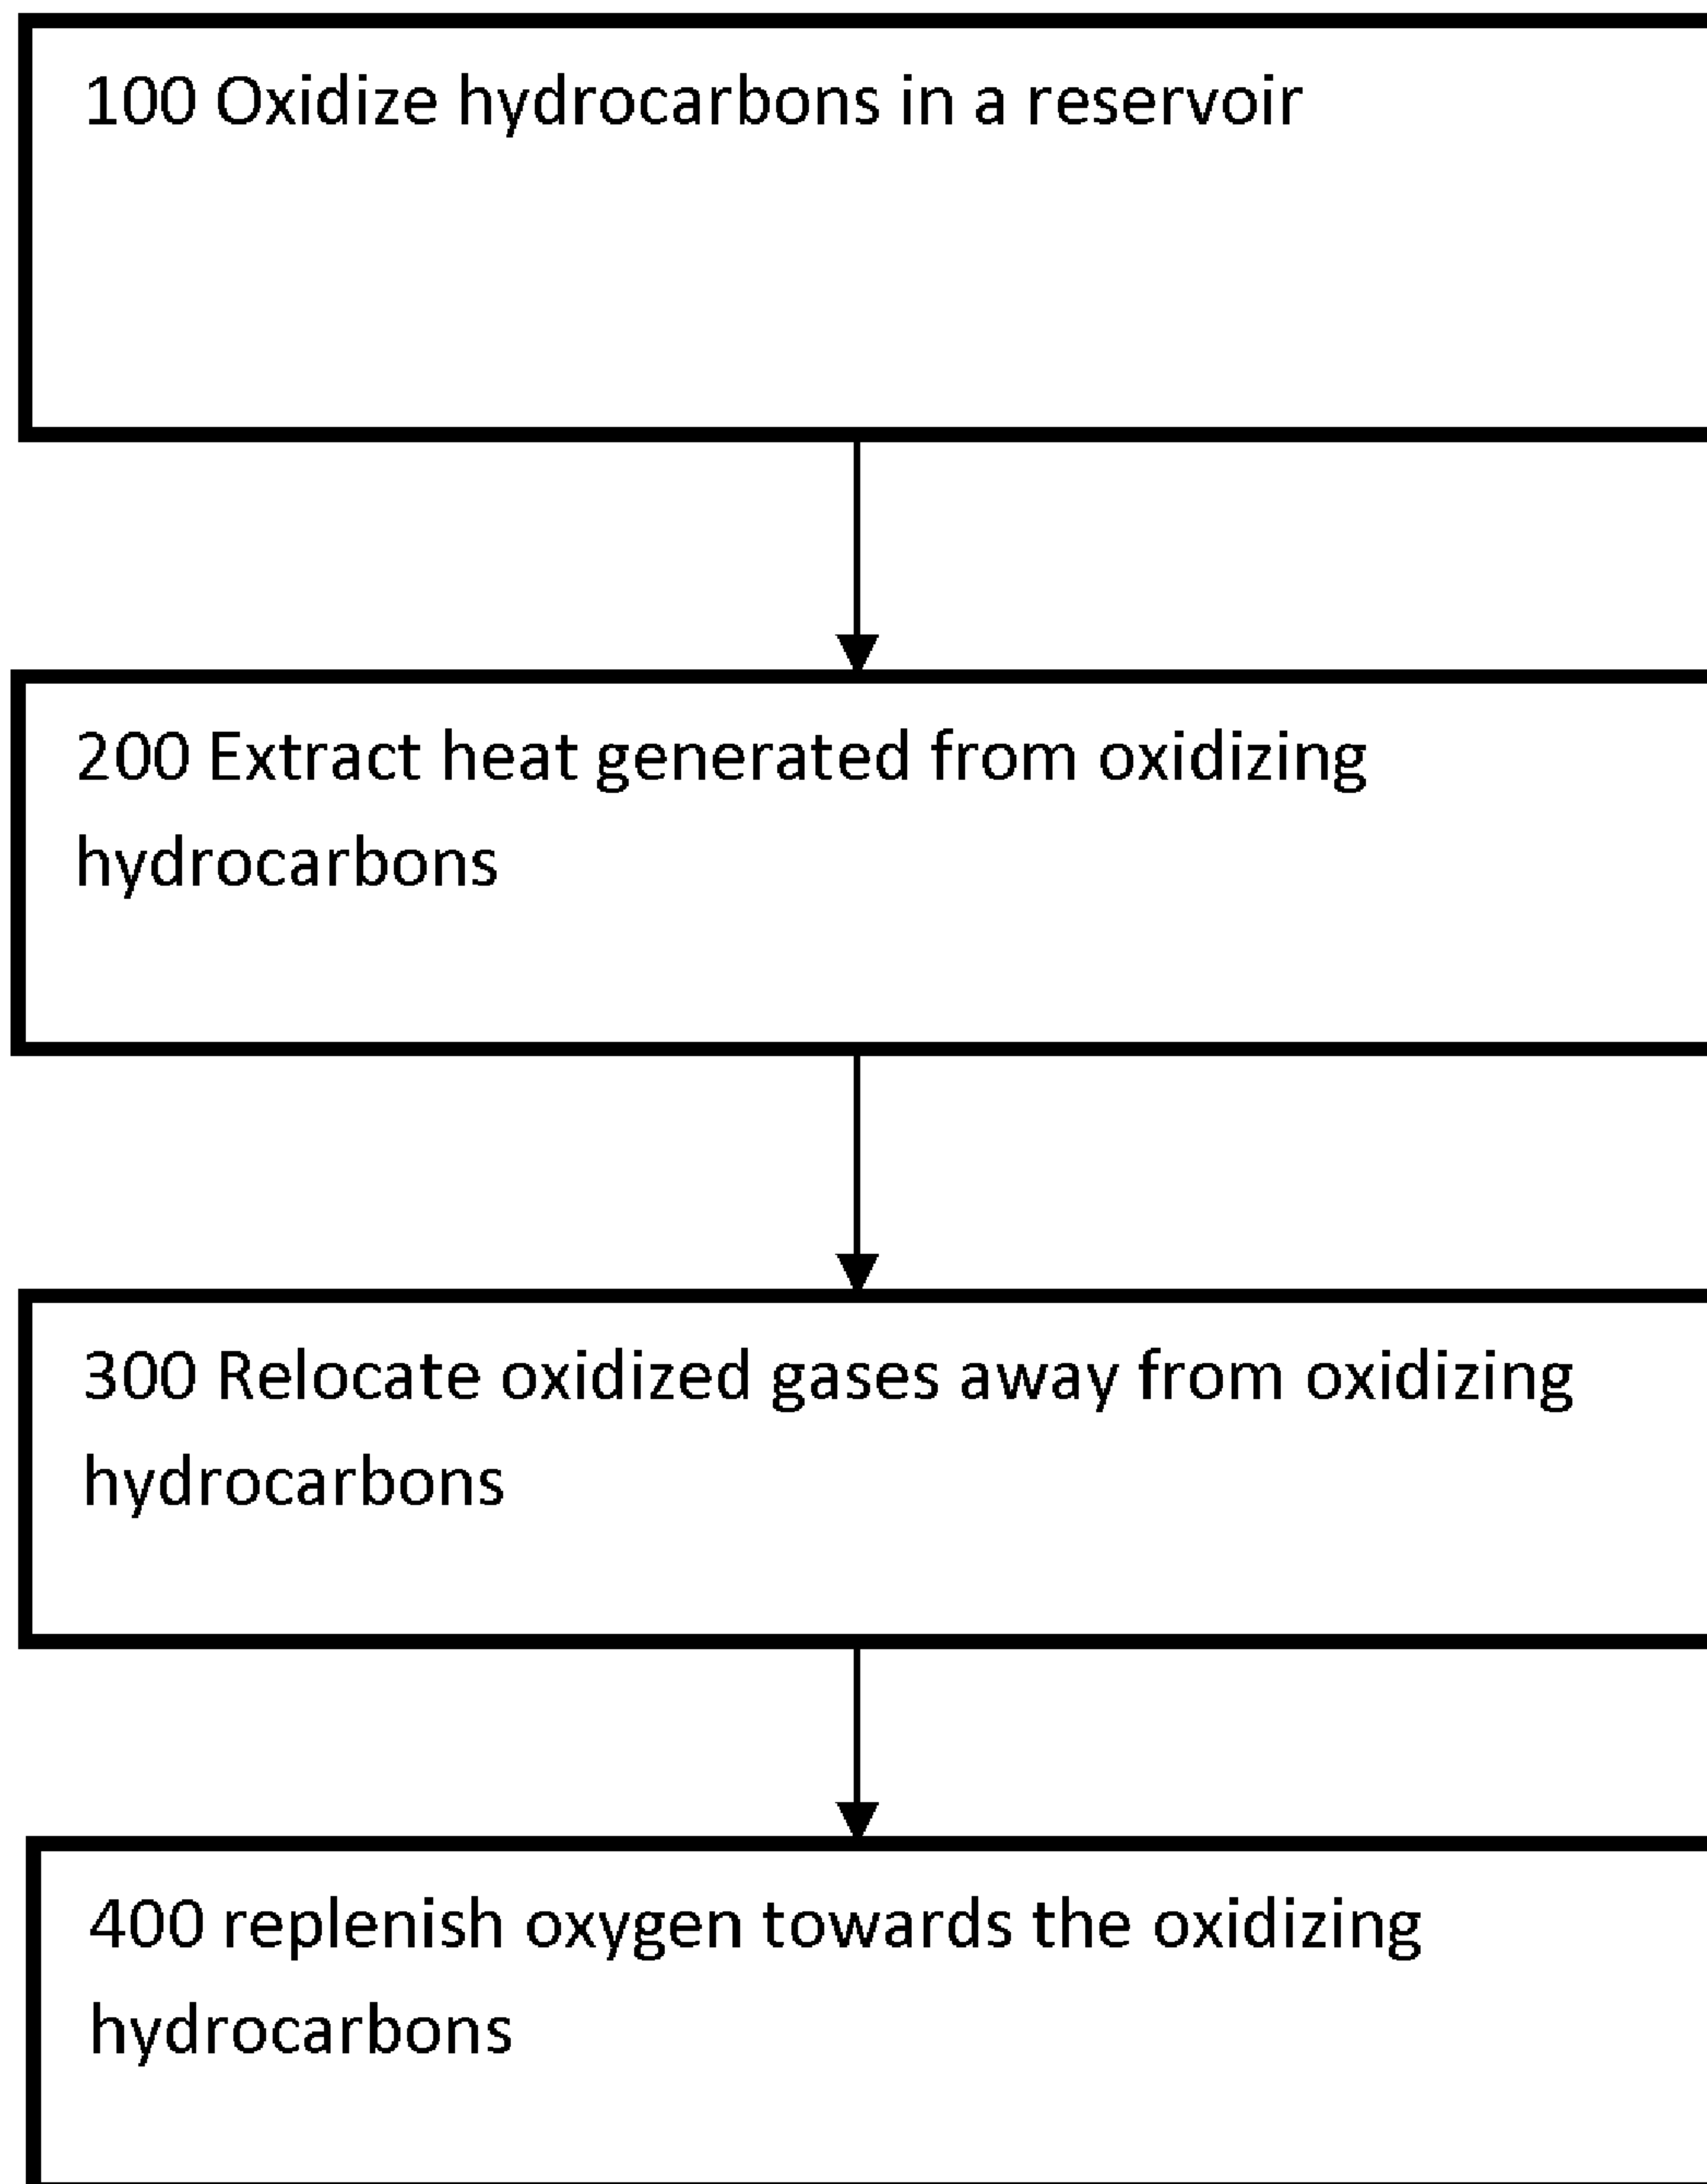 100 Oxidize hydrocarbons in a reservoir
200 Extract heat generated from oxidizing
hydrocarbons
300 Relocate oxidized gases away from oxidizing
hydrocarbons
400 replenish oxygen towards the oxidizing
hydrocarbons